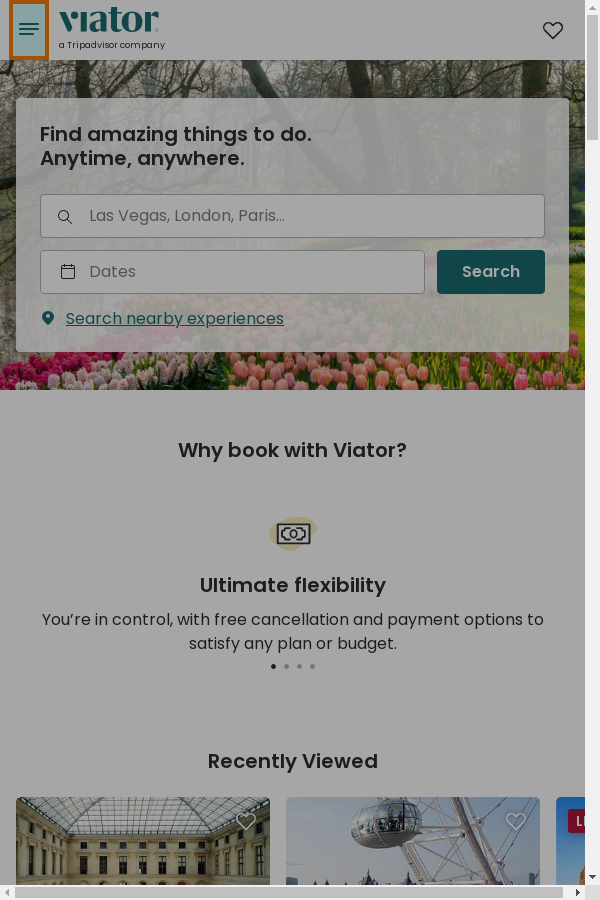 viator
a Tripadvisor company
Find amazing things to do.
Anytime, anywhere.
Las Vegas, London, Paris...
Dates
Search
Search nearby experiences
Why book with Viator?
Ultimate flexibility
You’re in control, with free cancellation and payment options to
satisfy any plan or budget.
Recently Viewed